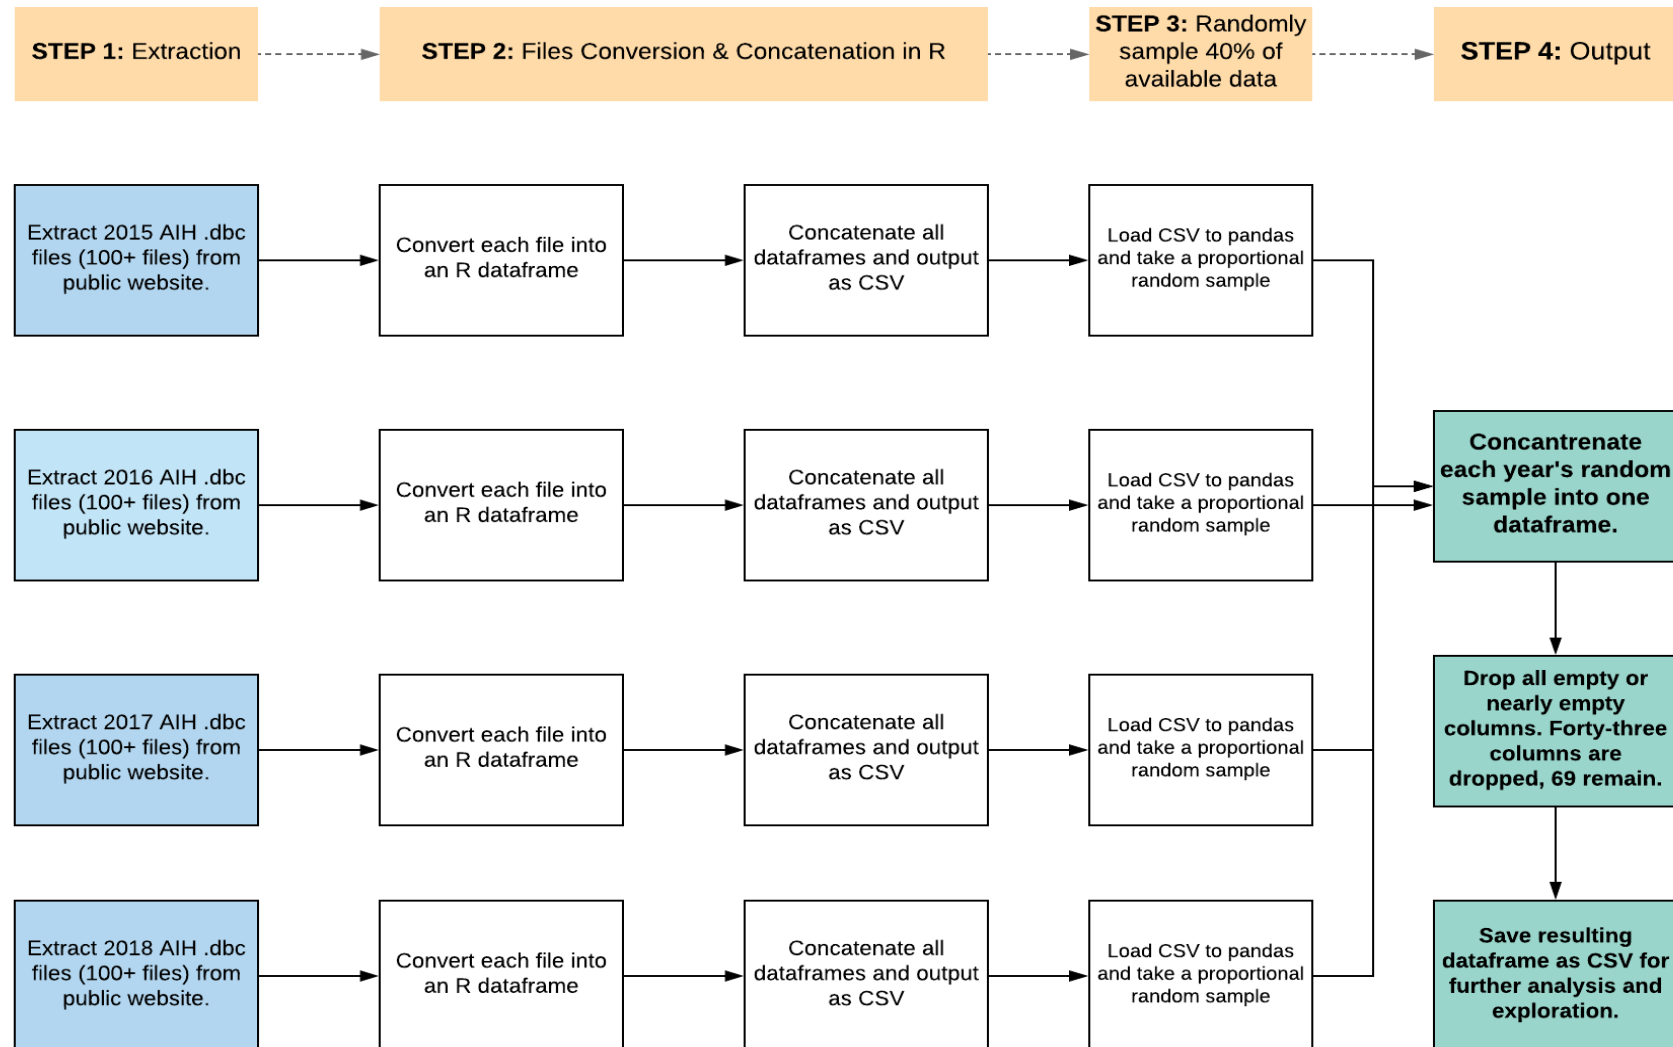 STEP 1: Extraction
STEP 2: Files Conversion & Concatenation in R
STEP 3: Randomly
sample 40% of
available data
STEP 4: Output
Extract 2015 AIH .dbc
files (100+ files) from
public website.
Convert each file into
an R dataframe
Concatenate all
dataframes and output
as CSV
Load CSV to pandas
and take a proportional
random sample
Extract 2016 AIH .dbc
files (100+ files) from
public website.
Convert each file into
an R dataframe
Concatenate all
dataframes and output
as CSV
Load CSV to pandas
and take a proportional
random sample
Concantrenate
each year's random
sample into one
dataframe.
Extract 2017 AIH .dbc
files (100+ files) from
public website.
Convert each file into
an R dataframe
Concatenate all
dataframes and output
as CSV
Load CSV to pandas
and take a proportional
random sample
Drop all empty or
nearly empty
columns. Forty-three
columns are
dropped, 69 remain.
Extract 2018 AIH .dbc
files (100+ files) from
public website.
Convert each file into
an R dataframe
Concatenate all
dataframes and output
as CSV
Load CSV to pandas
and take a proportional
random sample
Save resulting
dataframe as CSV for
further analysis and
exploration.